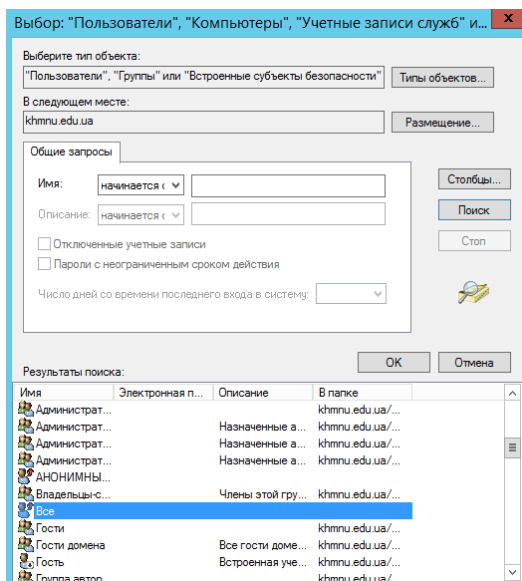 Выбор: "Пользователи", "Компьютеры", "Учетные записи служб" и... x
Выберите тип объекта:
"Пользователи", "Группы" или "Встроенные субъекты безопасности" Типы объектов...
В следующем месте:
khmnu.edu.ua Размещение...
Общие запросы
Имя: начинается с Столбцы...
Описание: начинается с Поиск
Отключенные учетные записи Стоп
Пароли с неограниченным сроком действия
Число дней со времени последнего входа в систему:
OK Отмена
Результаты поиска:
Имя Электронная п... Описание В папке
Администрат... khmnu.edu.ua/...
Администрат... Назначенные а... khmnu.edu.ua/...
Администрат... Назначенные а... khmnu.edu.ua/...
Администрат... Назначенные а... khmnu.edu.ua/...
АНОНИМНЫ...
Владельцы-с... Члены этой гру... khmnu.edu.ua/...
Все
Гости khmnu.edu.ua/...
Гости домена Все гости доме... khmnu.edu.ua/...
Гость Встроенная уче... khmnu.edu.ua/...
Группа автор... khmnu.edu.ua/...